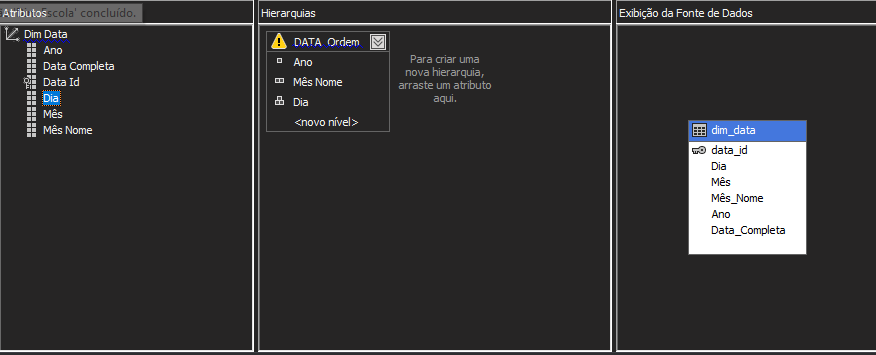 Atributos
'Escola' concluído.
Dim Data
Ano
Data Completa
Data Id
Dia
Mês
Mês Nome
Hierarquias
DATA Ordem
Ano
Mês Nome
Dia
<novo nível>
Para criar uma
nova hierarquia,
arraste um atributo
aqui.
Exibição da Fonte de Dados
dim_data
data_id
Dia
Mês
Mês_Nome
Ano
Data_Completa